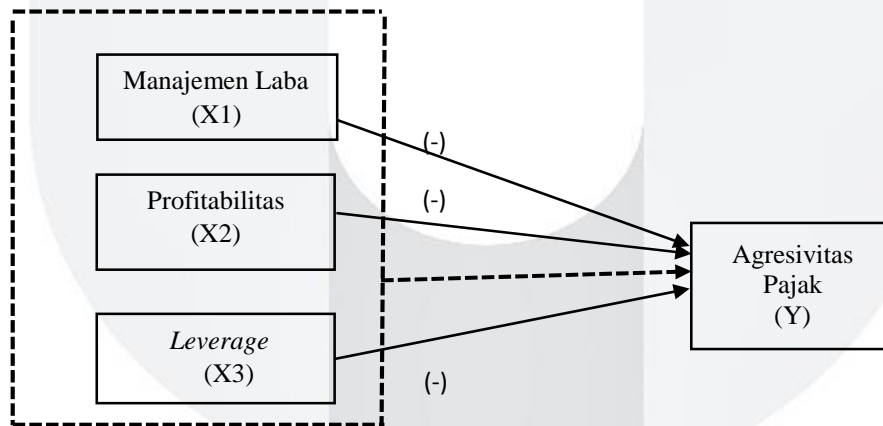 Manajemen Laba
(X1)
(-)
Profitabilitas
(X2)
(-)
Agresivitas
Pajak
(Y)
Leverage
(X3)
(-)